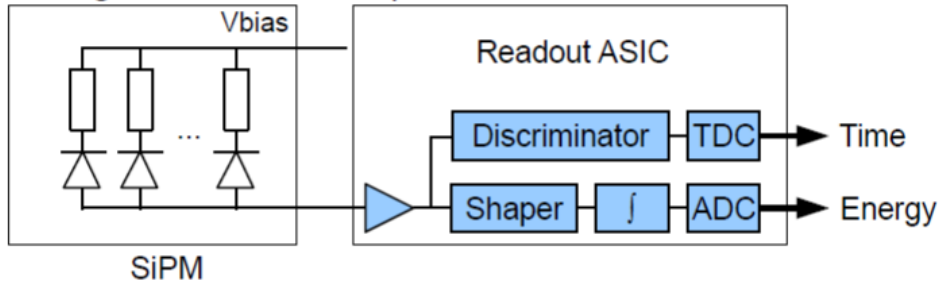 Vbias
Readout ASIC
...
Discriminator
TDC
Time
Shaper
∫
ADC
Energy
SiPM